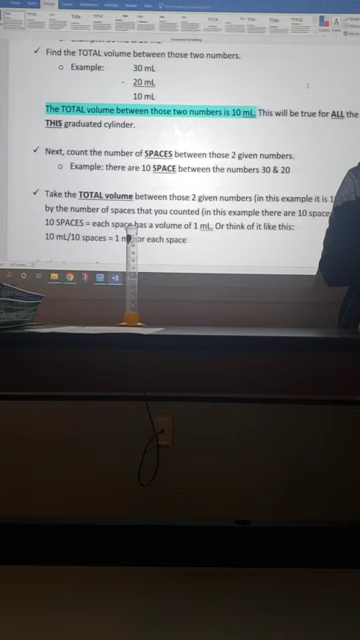 ✓ Find the TOTAL volume between those two numbers.
o Example: 30 mL
- 20 mL
10 mL
The TOTAL volume between those two numbers is 10 mL. This will be true for ALL the
THIS graduated cylinder.
✓ Next, count the number of SPACES between those 2 given numbers.
o Example: there are 10 SPACE between the numbers 30 & 20
✓ Take the TOTAL volume between those 2 given numbers (in this example it is 1
by the number of spaces that you counted (in this example there are 10 space
10 SPACES = each space has a volume of 1 mL. Or think of it like this:
10 mL/10 spaces = 1 or each space